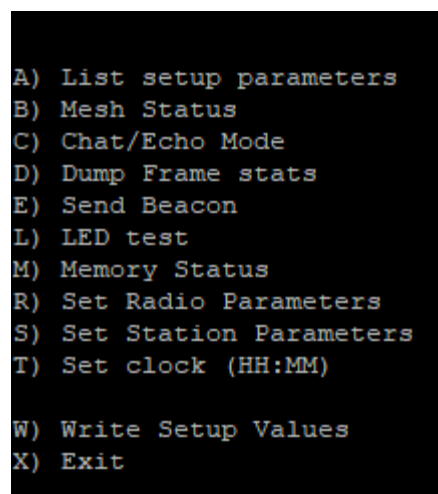 A) List setup parameters
B) Mesh Status
C) Chat/Echo Mode
D) Dump Frame stats
E) Send Beacon
L) LED test
M) Memory Status
R) Set Radio Parameters
S) Set Station Parameters
T) Set clock (HH:MM)
W) Write Setup Values
X) Exit